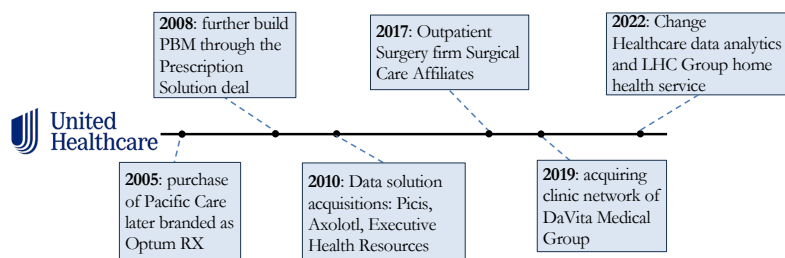 United
Healthcare
2005: purchase
of Pacific Care
later branded as
Optum RX
2008: further build
PBM through the
Prescription
Solution deal
2010: Data solution
acquisitions: Picis,
Axolotl, Executive
Health Resources
2017: Outpatient
Surgery firm Surgical
Care Affiliates
2019: acquiring
clinic network of
DaVita Medical
Group
2022: Change
Healthcare data analytics
and LHC Group home
health service